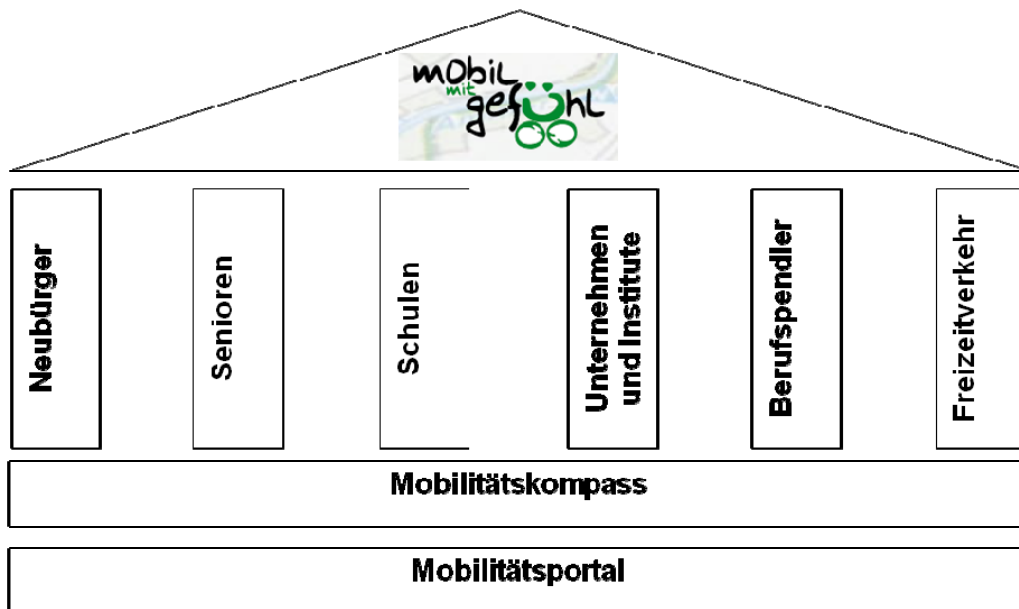 mobil
mit
gefühl
Neubürger
Senioren
Schulen
Unternehmen
und Institute
Berufspendler
Freizeitverkehr
Mobilitätskompass
Mobilitätsportal